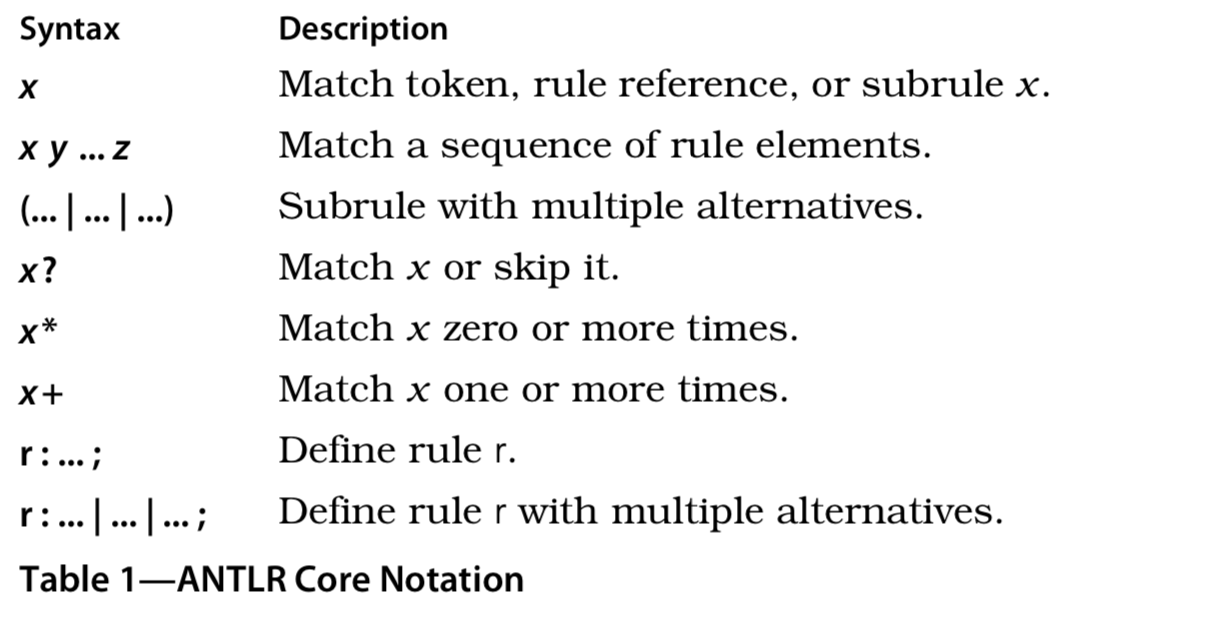 Syntax Description
x Match token, rule reference, or subrule x.
x y ... z Match a sequence of rule elements.
(... | ... | ...) Subrule with multiple alternatives.
x? Match x or skip it.
x* Match x zero or more times.
x+ Match x one or more times.
r : ... ; Define rule r.
r : ... | ... | ... ; Define rule r with multiple alternatives.
Table 1—ANTLR Core Notation